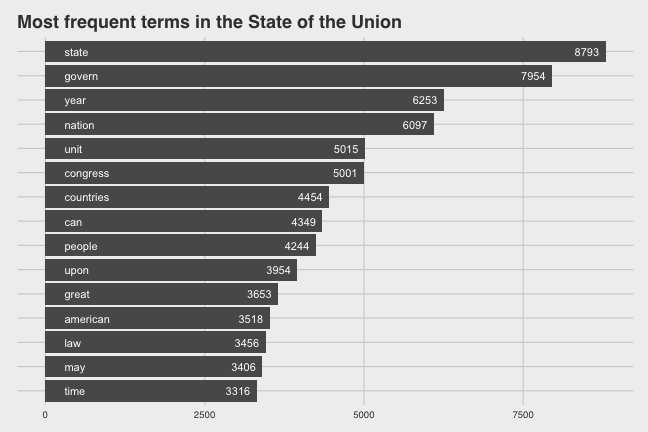 Most frequent terms in the State of the Union
state 8793
govern 7954
year 6253
nation 6097
unit 5015
congress 5001
countries 4454
can 4349
people 4244
upon 3954
great 3653
american 3518
law 3456
may 3406
time 3316
0 2500 5000 7500